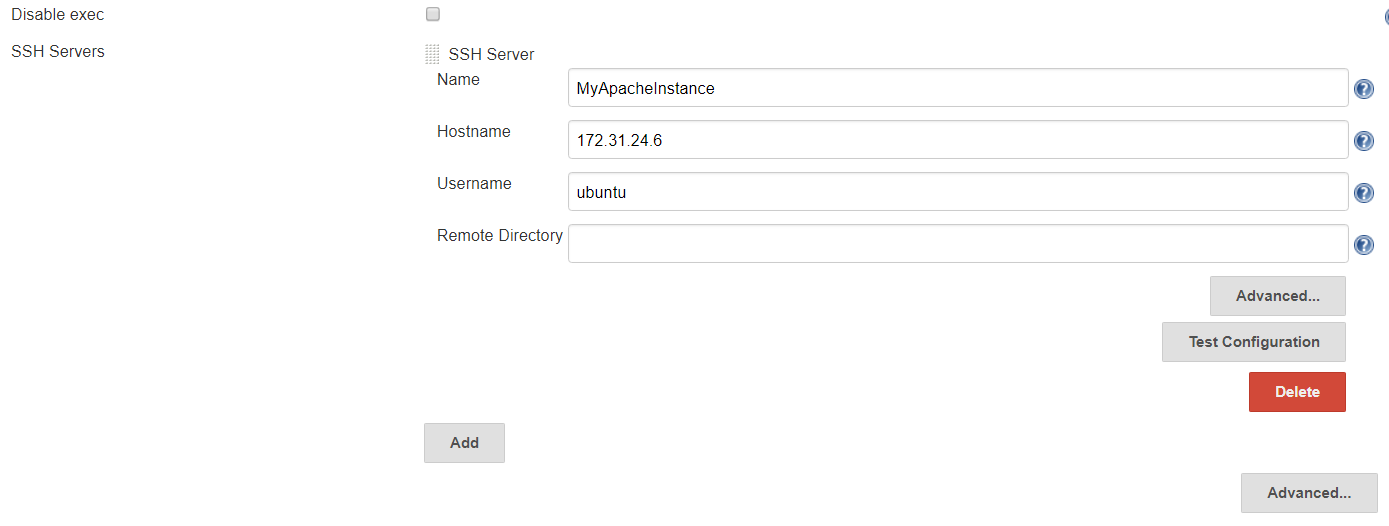 Disable exec
SSH Servers
SSH Server
Name
MyApacheInstance
Hostname
172.31.24.6
Username
ubuntu
Remote Directory
Advanced...
Test Configuration
Delete
Add
Advanced...